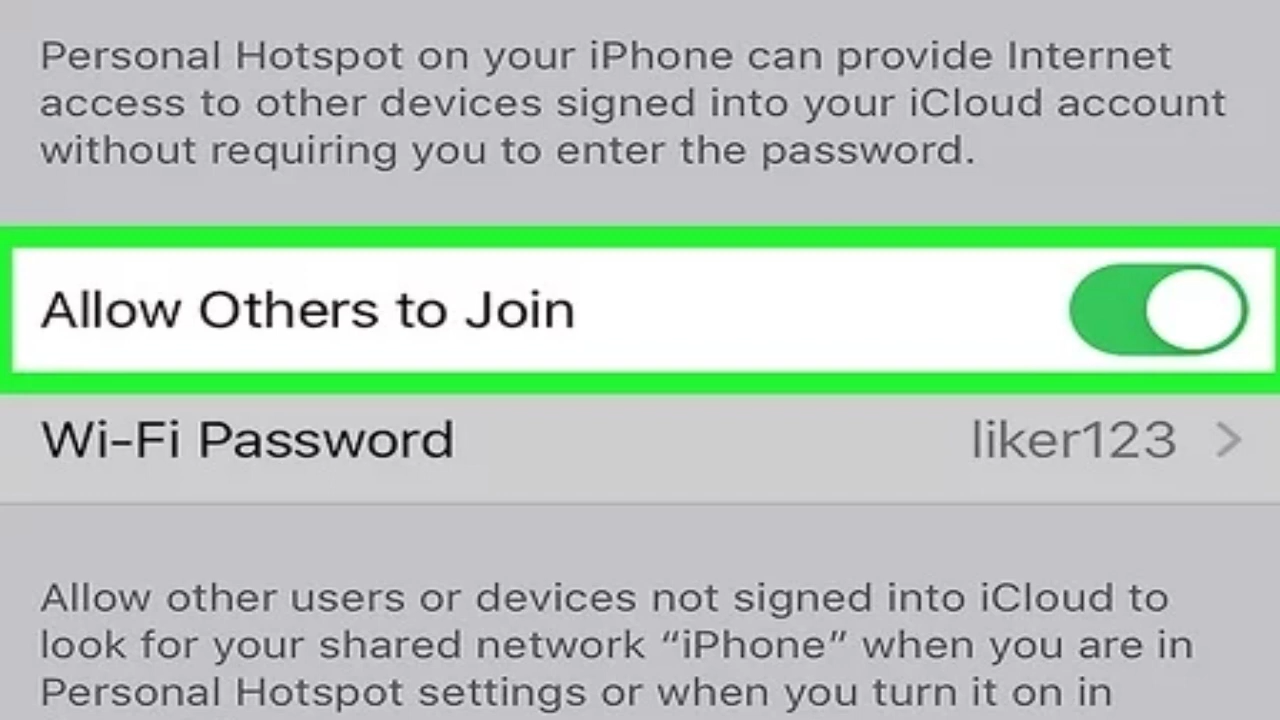 Personal Hotspot on your iPhone can provide Internet
access to other devices signed into your iCloud account
without requiring you to enter the password.
Allow Others to Join
Wi-Fi Password liker123
Allow other users or devices not signed into iCloud to
look for your shared network “iPhone” when you are in
Personal Hotspot settings or when you turn it on in